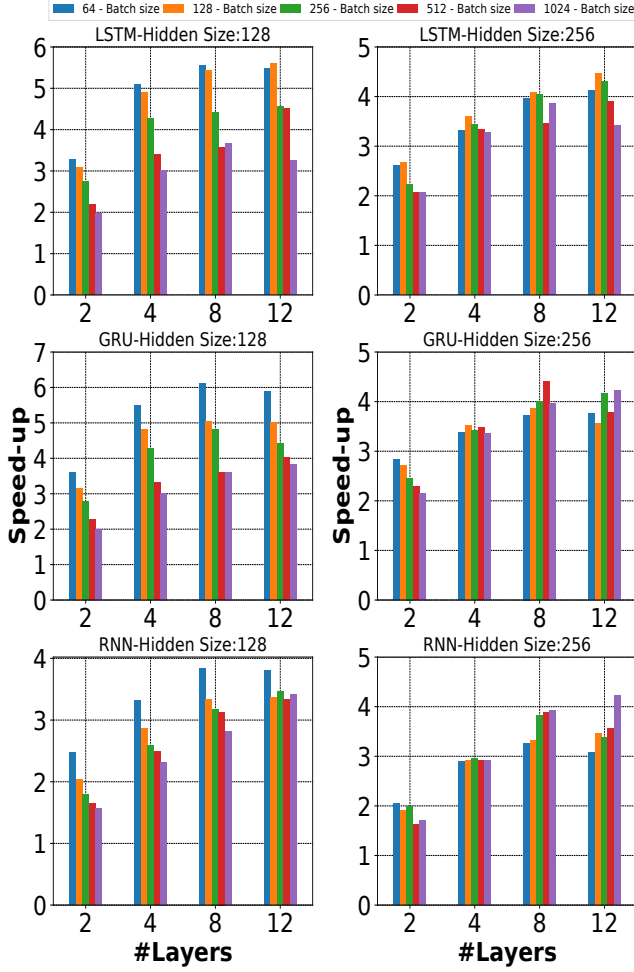 64 - Batch size 128 - Batch size 256 - Batch size 512 - Batch size 1024 - Batch size
LSTM-Hidden Size:128
6
5
4
3
2
1
0
2 4 8 12
LSTM-Hidden Size:256
5
4
3
2
1
0
2 4 8 12
GRU-Hidden Size:128
Speed-up
7
6
5
4
3
2
1
0
2 4 8 12
GRU-Hidden Size:256
Speed-up
5
4
3
2
1
0
2 4 8 12
RNN-Hidden Size:128
4
3
2
1
0
2 4 8 12
#Layers
RNN-Hidden Size:256
5
4
3
2
1
0
2 4 8 12
#Layers